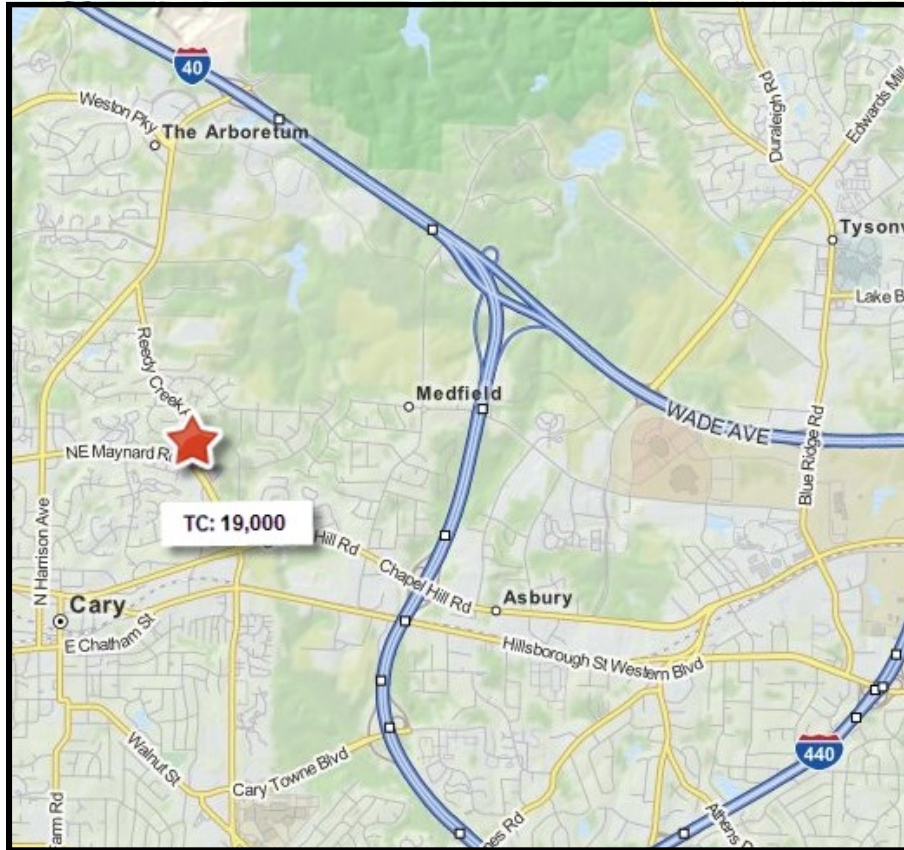 40
Weston Pky
The Arboretum
Duraleigh Rd
Edwards Mill
Tysonv
Lake B
Reedy Creek
Medfield
WADE AVE
Blue Ridge Rd
NE Maynard R
TC: 19,000
N Harrison Ave
Hill Rd
Chapel Hill Rd
Asbury
Cary
E Chatham St
Hillsborough St Western Blvd
Walnut St
Cary Towne Blvd
440
arm Rd
nes Rd
Athens D